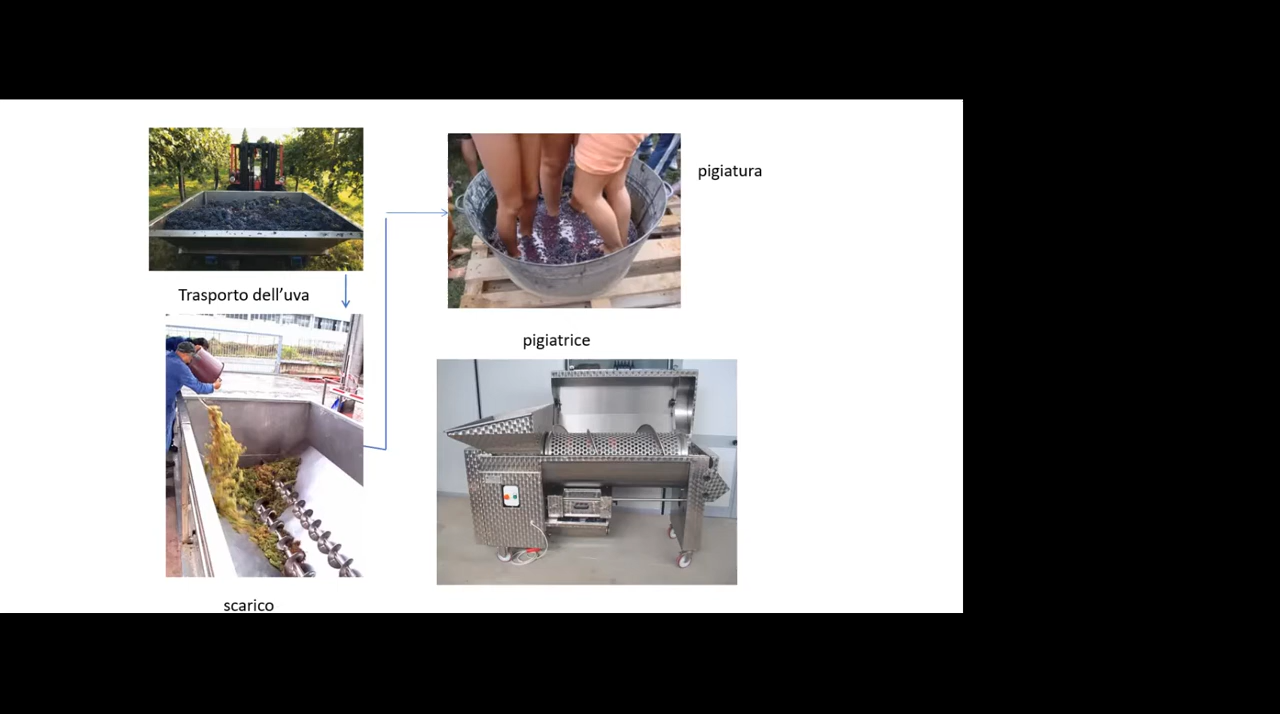 pigiatura
Trasporto dell’uva
pigiatrice
scarico